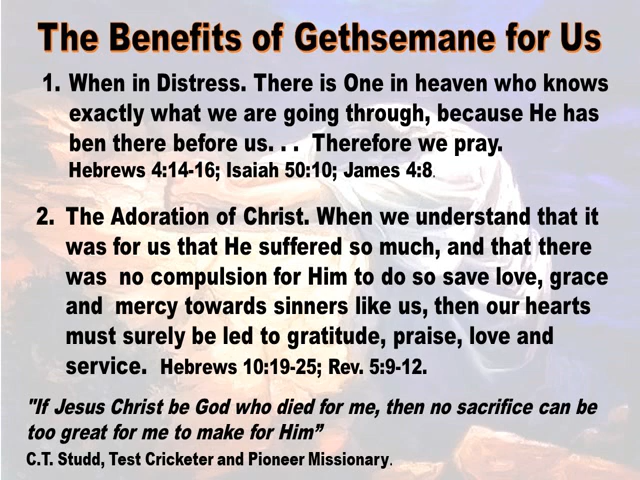 The Benefits of Gethsemane for Us
1. When in Distress. There is One in heaven who knows
exactly what we are going through, because He has
ben there before us. . .  Therefore we pray.
Hebrews 4:14-16; Isaiah 50:10; James 4:8.
2. The Adoration of Christ. When we understand that it
was for us that He suffered so much, and that there
was  no compulsion for Him to do so save love, grace
and  mercy towards sinners like us, then our hearts
must surely be led to gratitude, praise, love and
service.  Hebrews 10:19-25; Rev. 5:9-12.
"If Jesus Christ be God who died for me, then no sacrifice can be
too great for me to make for Him”
C.T. Studd, Test Cricketer and Pioneer Missionary.